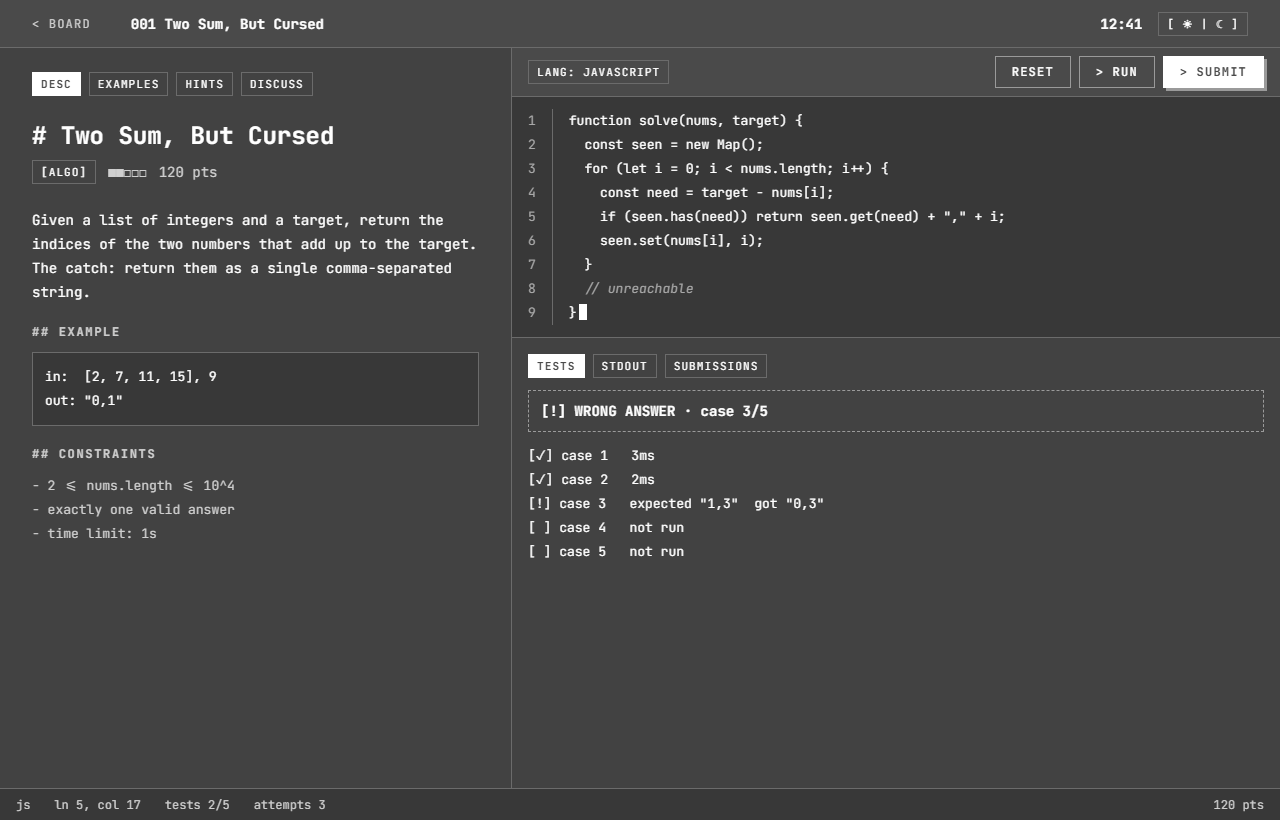 < BOARD 001 Two Sum, But Cursed 12:41 [ ☀ | ☾ ]
DESC EXAMPLES HINTS DISCUSS
# Two Sum, But Cursed
[ALGO] ■■□□□ 120 pts
Given a list of integers and a target, return the
indices of the two numbers that add up to the target.
The catch: return them as a single comma-separated
string.
## EXAMPLE
in:  [2, 7, 11, 15], 9
out: "0,1"
## CONSTRAINTS
- 2 <= nums.length <= 10^4
- exactly one valid answer
- time limit: 1s
LANG: JAVASCRIPT RESET > RUN > SUBMIT
1 function solve(nums, target) {
2   const seen = new Map();
3   for (let i = 0; i < nums.length; i++) {
4     const need = target - nums[i];
5     if (seen.has(need)) return seen.get(need) + "," + i;
6     seen.set(nums[i], i);
7   }
8   // unreachable
9 }
TESTS STDOUT SUBMISSIONS
[!] WRONG ANSWER · case 3/5
[✓] case 1   3ms
[✓] case 2   2ms
[!] case 3   expected "1,3"  got "0,3"
[ ] case 4   not run
[ ] case 5   not run
js ln 5, col 17 tests 2/5 attempts 3 120 pts